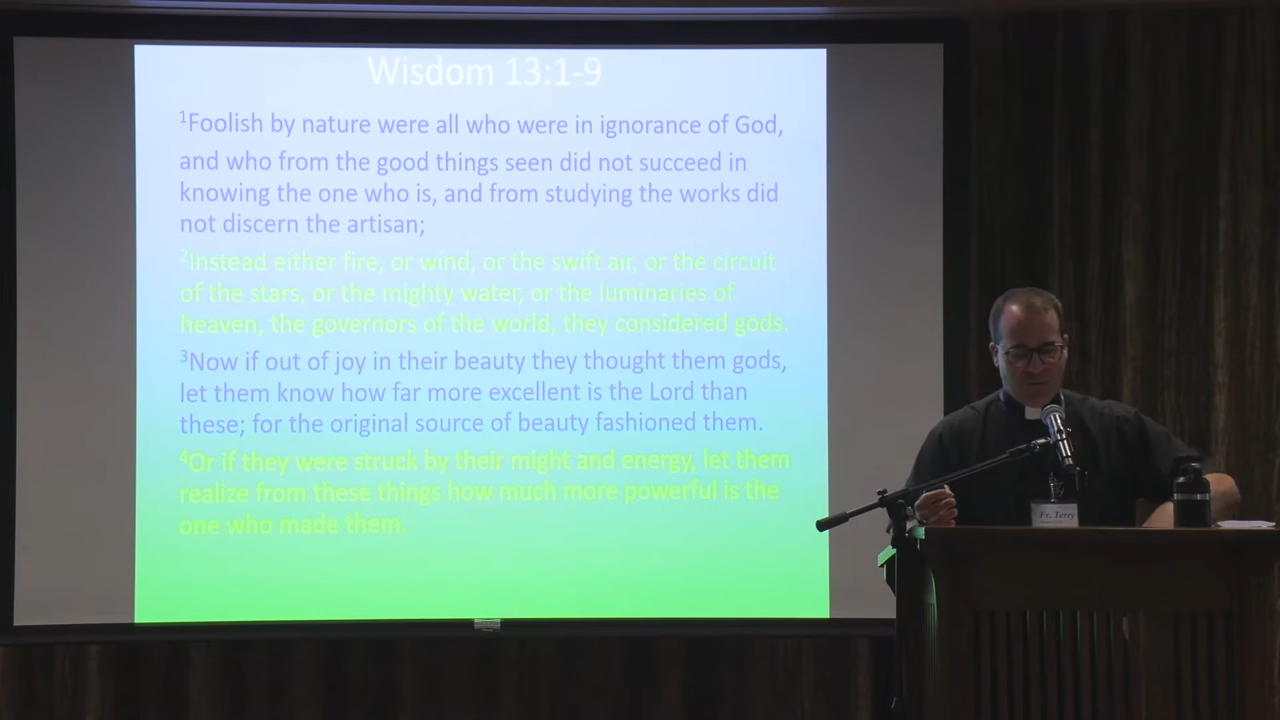 Wisdom 13:1-9
¹Foolish by nature were all who were in ignorance of God,
and who from the good things seen did not succeed in
knowing the one who is, and from studying the works did
not discern the artisan;
²Instead either fire, or wind, or the swift air, or the circuit
of the stars, or the mighty water, or the luminaries of
heaven, the governors of the world, they considered gods.
³Now if out of joy in their beauty they thought them gods,
let them know how far more excellent is the Lord than
these; for the original source of beauty fashioned them.
⁴Or if they were struck by their might and energy, let them
realize from these things how much more powerful is the
one who made them.
Fr. Terry